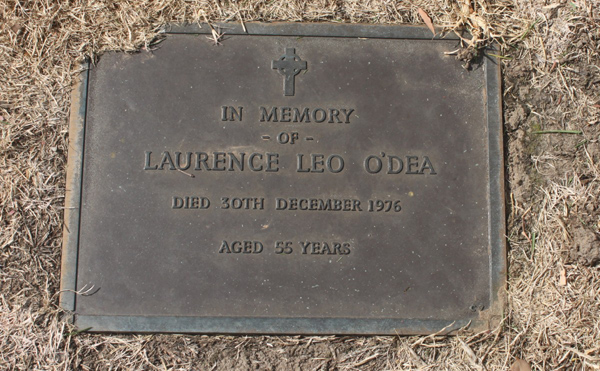 IN MEMORY
- OF -
LAURENCE LEO O'DEA
DIED 30TH DECEMBER 1976
AGED 55 YEARS